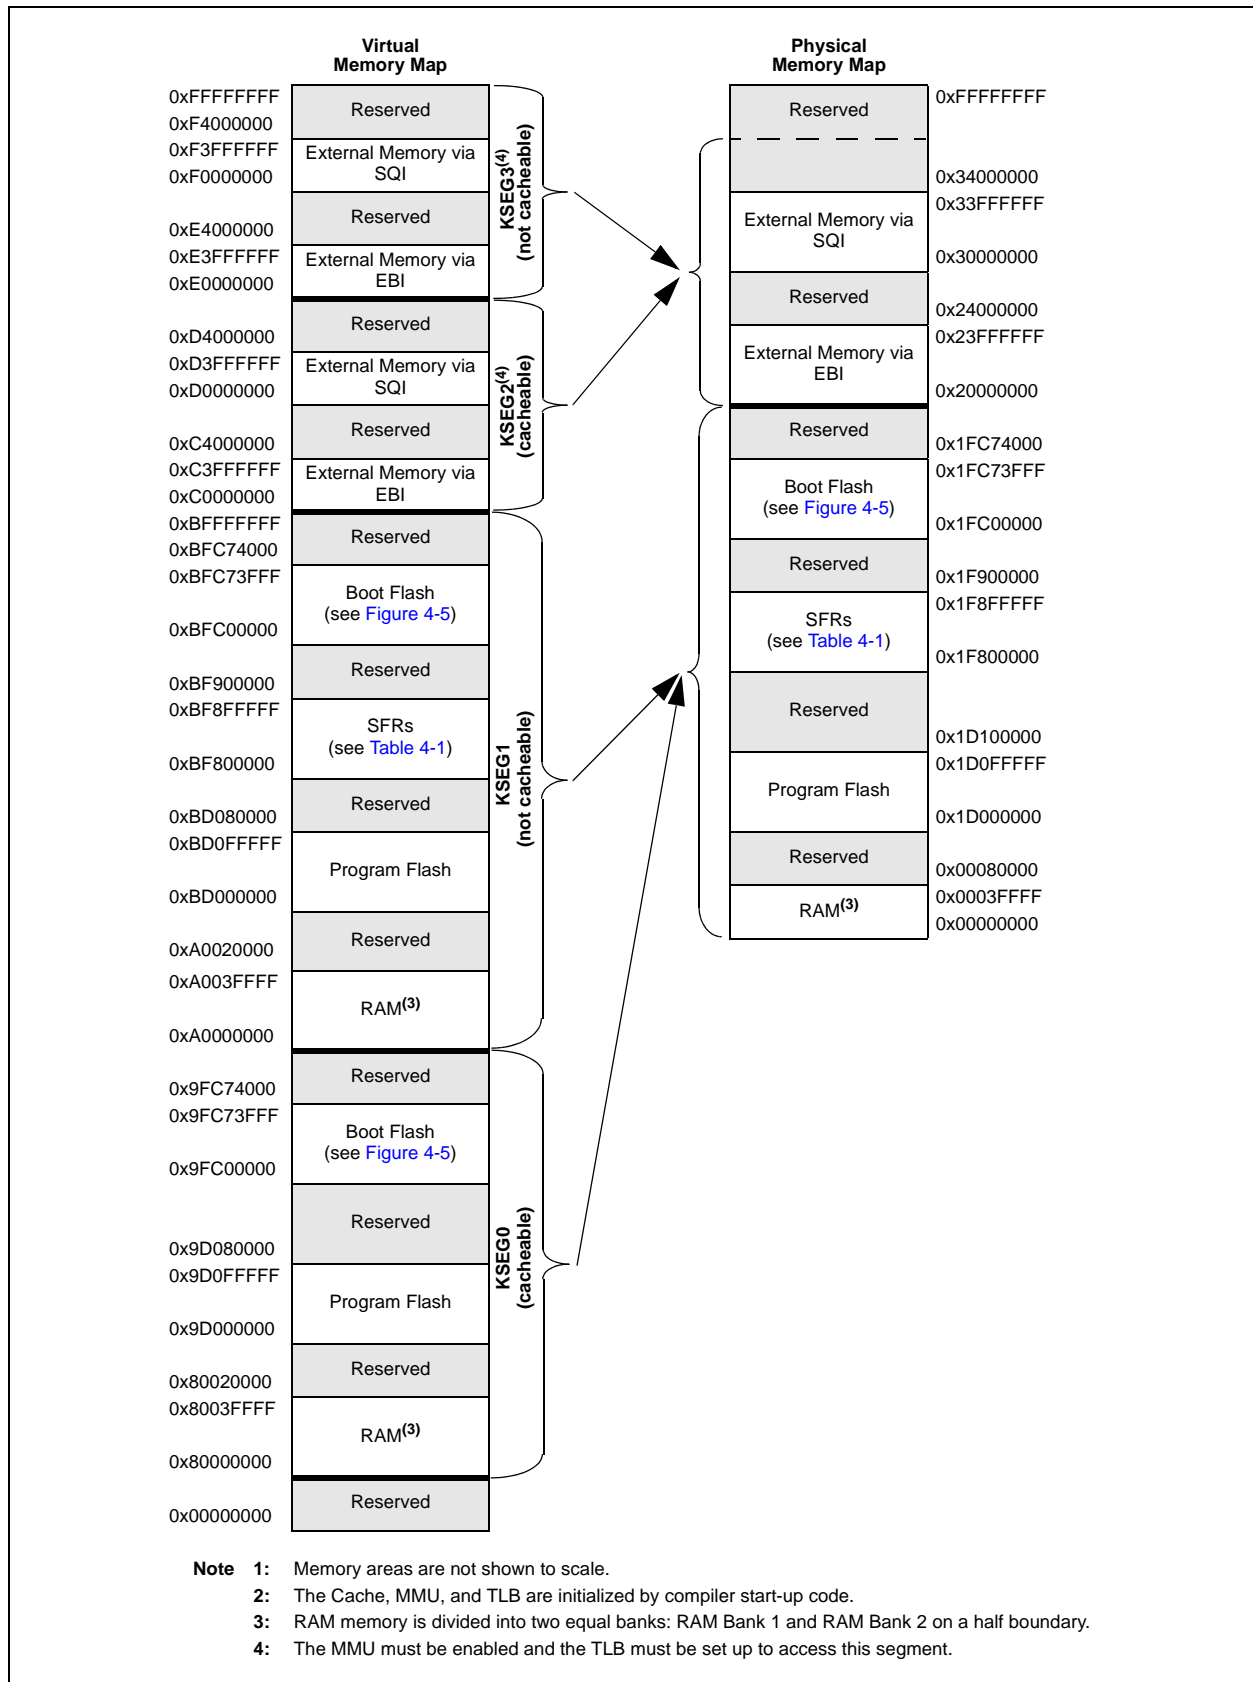 Virtual
Memory Map
0xFFFFFFFF
Reserved
0xF4000000
0xF3FFFFFF
External Memory via
SQI
0xF0000000
Reserved
0xE4000000
0xE3FFFFFF
External Memory via
EBI
0xE0000000
KSEG3(4)
(not cacheable)
Reserved
0xD4000000
0xD3FFFFFF
External Memory via
SQI
0xD0000000
Reserved
0xC4000000
0xC3FFFFFF
External Memory via
EBI
0xC0000000
KSEG2(4)
(cacheable)
0xBFFFFFFF
Reserved
0xBFC74000
0xBFC73FFF
Boot Flash
(see Figure 4-5)
0xBFC00000
Reserved
0xBF900000
0xBF8FFFFF
SFRs
(see Table 4-1)
0xBF800000
Reserved
0xBD080000
0xBD0FFFFF
Program Flash
0xBD000000
Reserved
0xA0020000
0xA003FFFF
RAM(3)
0xA0000000
KSEG1
(not cacheable)
Reserved
0x9FC74000
0x9FC73FFF
Boot Flash
(see Figure 4-5)
0x9FC00000
Reserved
0x9D080000
0x9D0FFFFF
Program Flash
0x9D000000
Reserved
0x80020000
0x8003FFFF
RAM(3)
0x80000000
KSEG0
(cacheable)
Reserved
0x00000000
Physical
Memory Map
Reserved
0xFFFFFFFF
0x34000000
0x33FFFFFF
External Memory via
SQI
0x30000000
Reserved
0x24000000
0x23FFFFFF
External Memory via
EBI
0x20000000
Reserved
0x1FC74000
0x1FC73FFF
Boot Flash
(see Figure 4-5)
0x1FC00000
Reserved
0x1F900000
0x1F8FFFFF
SFRs
(see Table 4-1)
0x1F800000
Reserved
0x1D100000
0x1D0FFFFF
Program Flash
0x1D000000
Reserved
0x00080000
0x0003FFFF
RAM(3)
0x00000000
Note 1: Memory areas are not shown to scale.
2: The Cache, MMU, and TLB are initialized by compiler start-up code.
3: RAM memory is divided into two equal banks: RAM Bank 1 and RAM Bank 2 on a half boundary.
4: The MMU must be enabled and the TLB must be set up to access this segment.